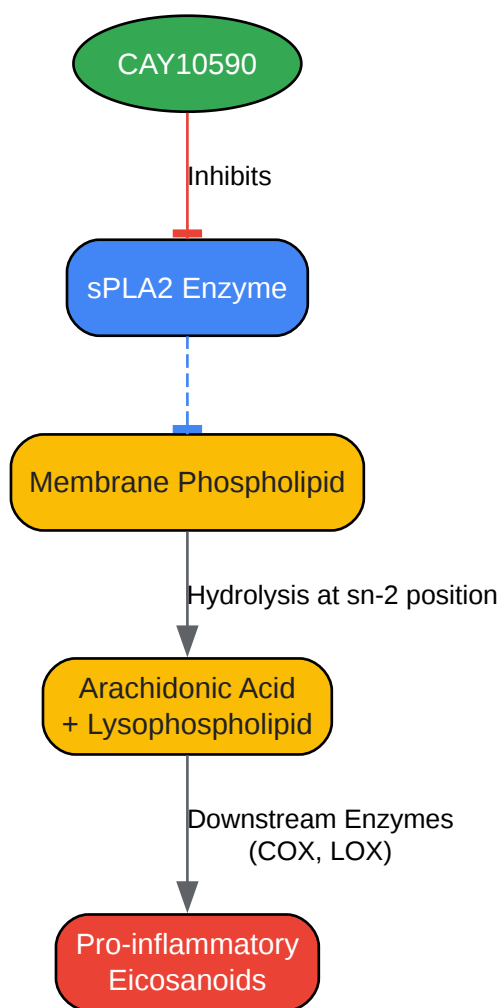 CAY10590
Inhibits
sPLA2 Enzyme
Membrane Phospholipid
Hydrolysis at sn-2 position
Arachidonic Acid
+ Lysophospholipid
Downstream Enzymes
(COX, LOX)
Pro-inflammatory
Eicosanoids